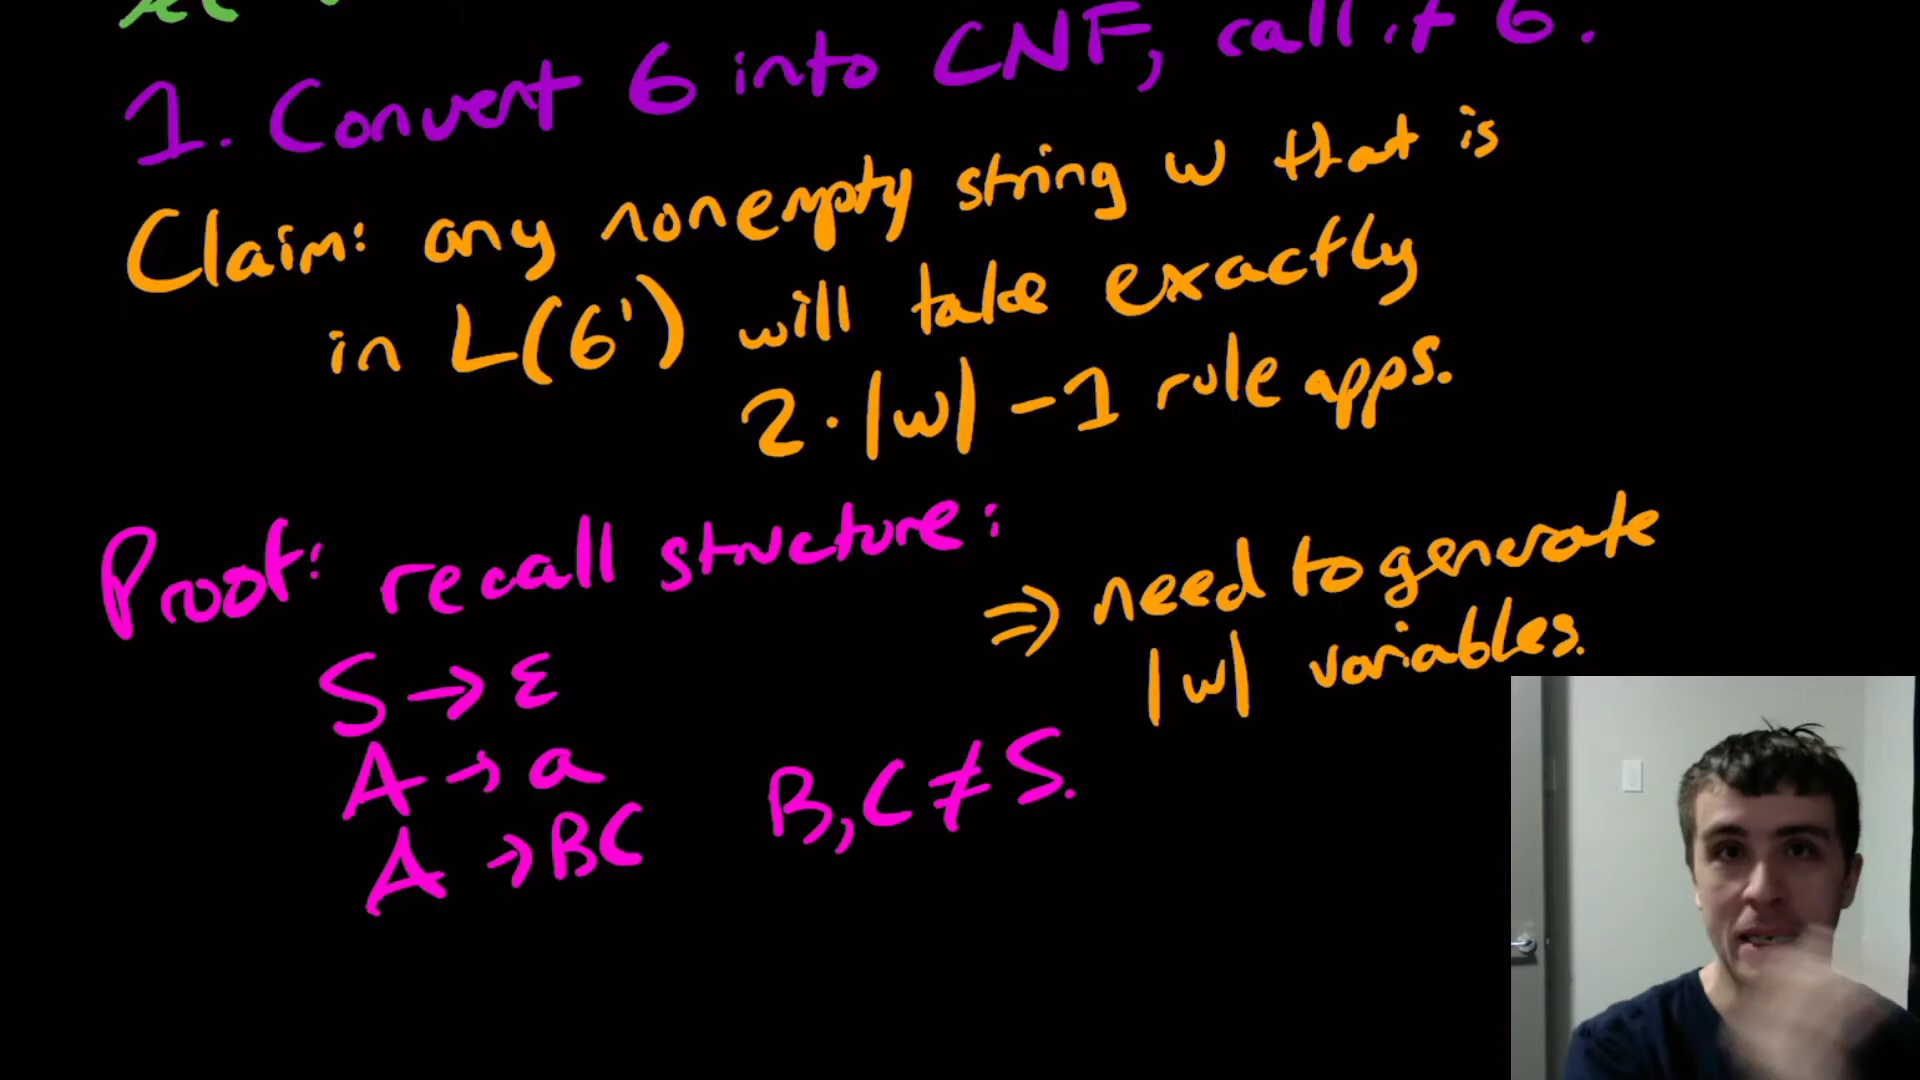 1. Convert G into CNF, call it G'.
Claim: any nonempty string w that is
in L(G') will take exactly
2·|w| - 1 rule apps.
Proof: recall structure:
⇒ need to generate
|w| variables.
S → ε
A → a
A → BC B, C ≠ S.